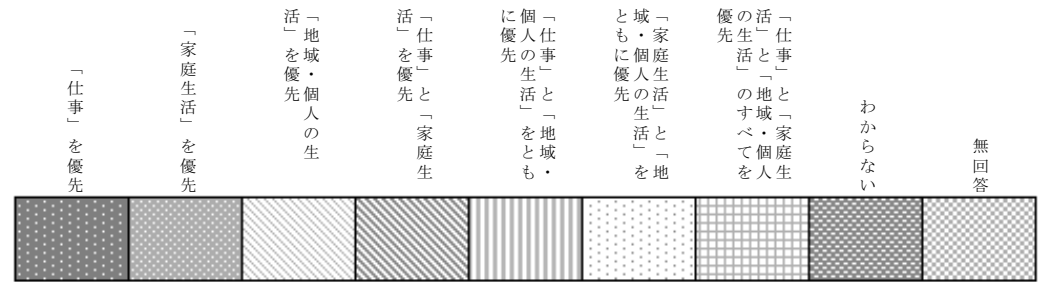 「仕事」を優先
「家庭生活」を優先
「地域・個人の生
活」を優先
「仕事」と「家庭生
活」を優先
「仕事」と「地域・
個人の生活」をとも
に優先
「家庭生活」と「地
域・個人の生活」を
ともに優先
「仕事」と「家庭生
活」と「地域・個人
の生活」のすべてを
優先
わからない
無回答